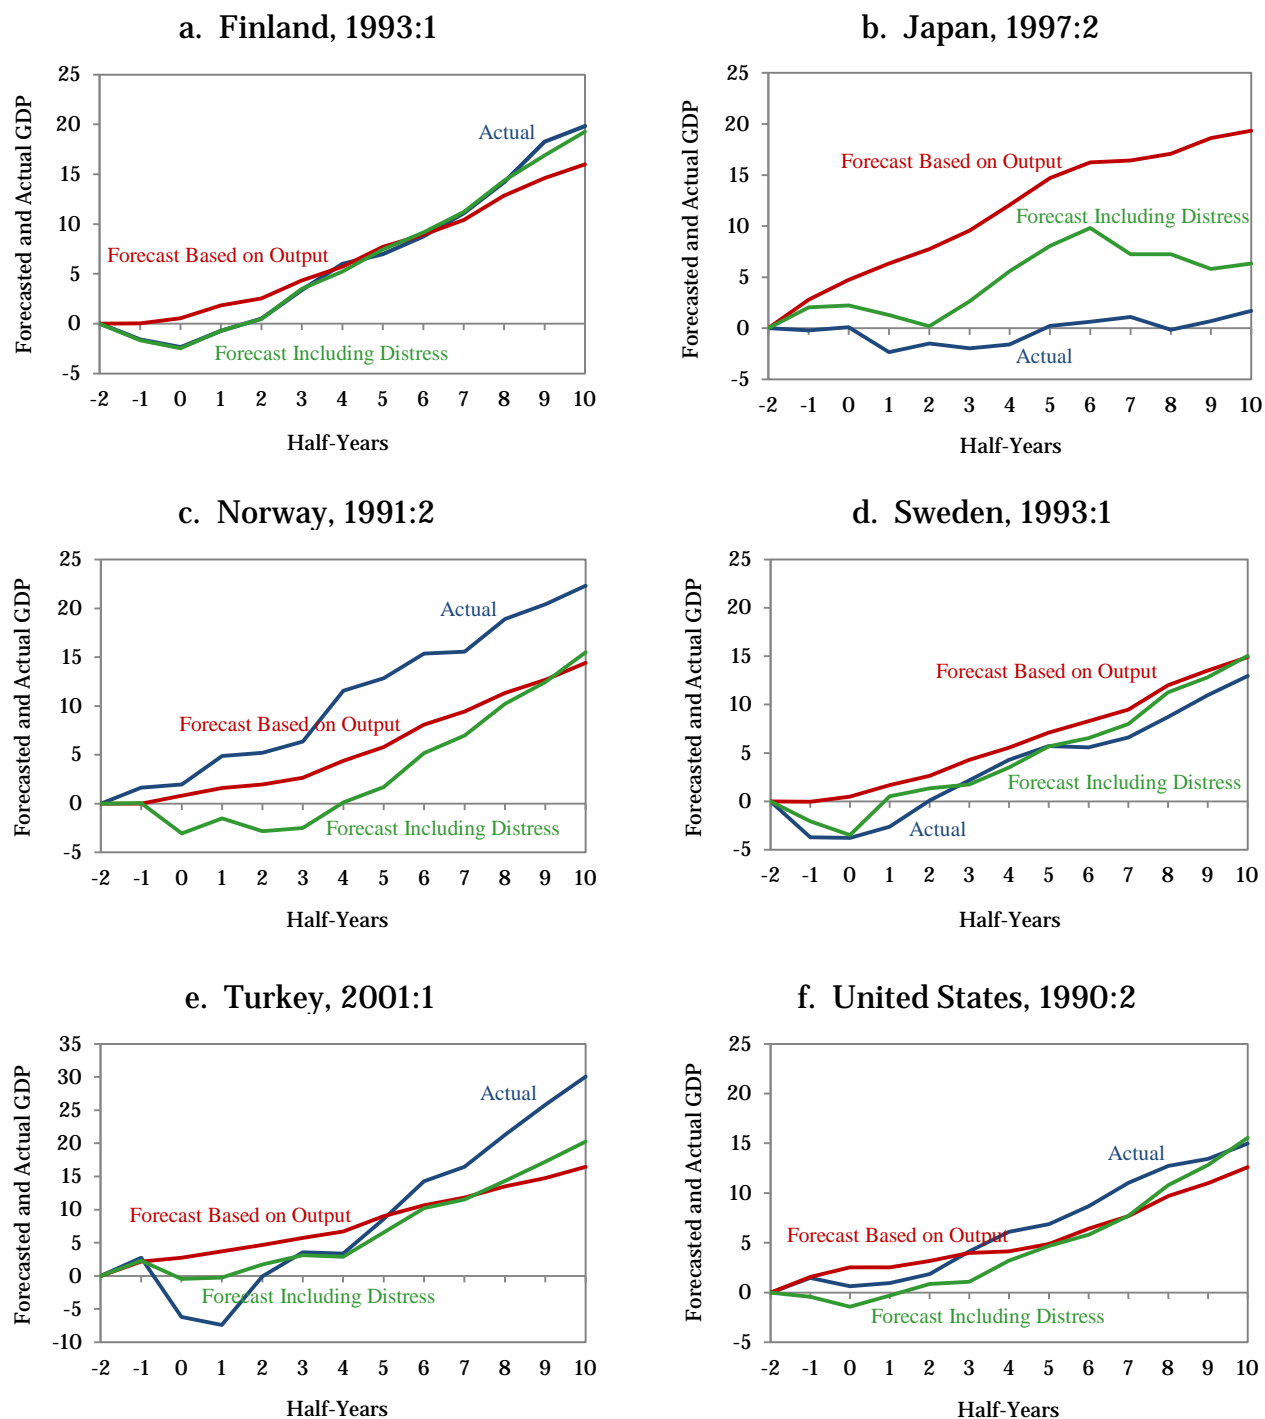 a. Finland, 1993:1
Forecasted and Actual GDP
25
20
15
10
5
0
-5
Actual
Forecast Based on Output
Forecast Including Distress
-2 -1 0 1 2 3 4 5 6 7 8 9 10
Half-Years
b. Japan, 1997:2
Forecasted and Actual GDP
25
20
15
10
5
0
-5
Forecast Based on Output
Forecast Including Distress
Actual
-2 -1 0 1 2 3 4 5 6 7 8 9 10
Half-Years
c. Norway, 1991:2
Forecasted and Actual GDP
25
20
15
10
5
0
-5
Actual
Forecast Based on Output
Forecast Including Distress
-2 -1 0 1 2 3 4 5 6 7 8 9 10
Half-Years
d. Sweden, 1993:1
Forecasted and Actual GDP
25
20
15
10
5
0
-5
Forecast Based on Output
Forecast Including Distress
Actual
-2 -1 0 1 2 3 4 5 6 7 8 9 10
Half-Years
e. Turkey, 2001:1
Forecasted and Actual GDP
35
30
25
20
15
10
5
0
-5
-10
Actual
Forecast Based on Output
Forecast Including Distress
-2 -1 0 1 2 3 4 5 6 7 8 9 10
Half-Years
f. United States, 1990:2
Forecasted and Actual GDP
25
20
15
10
5
0
-5
Actual
Forecast Based on Output
Forecast Including Distress
-2 -1 0 1 2 3 4 5 6 7 8 9 10
Half-Years